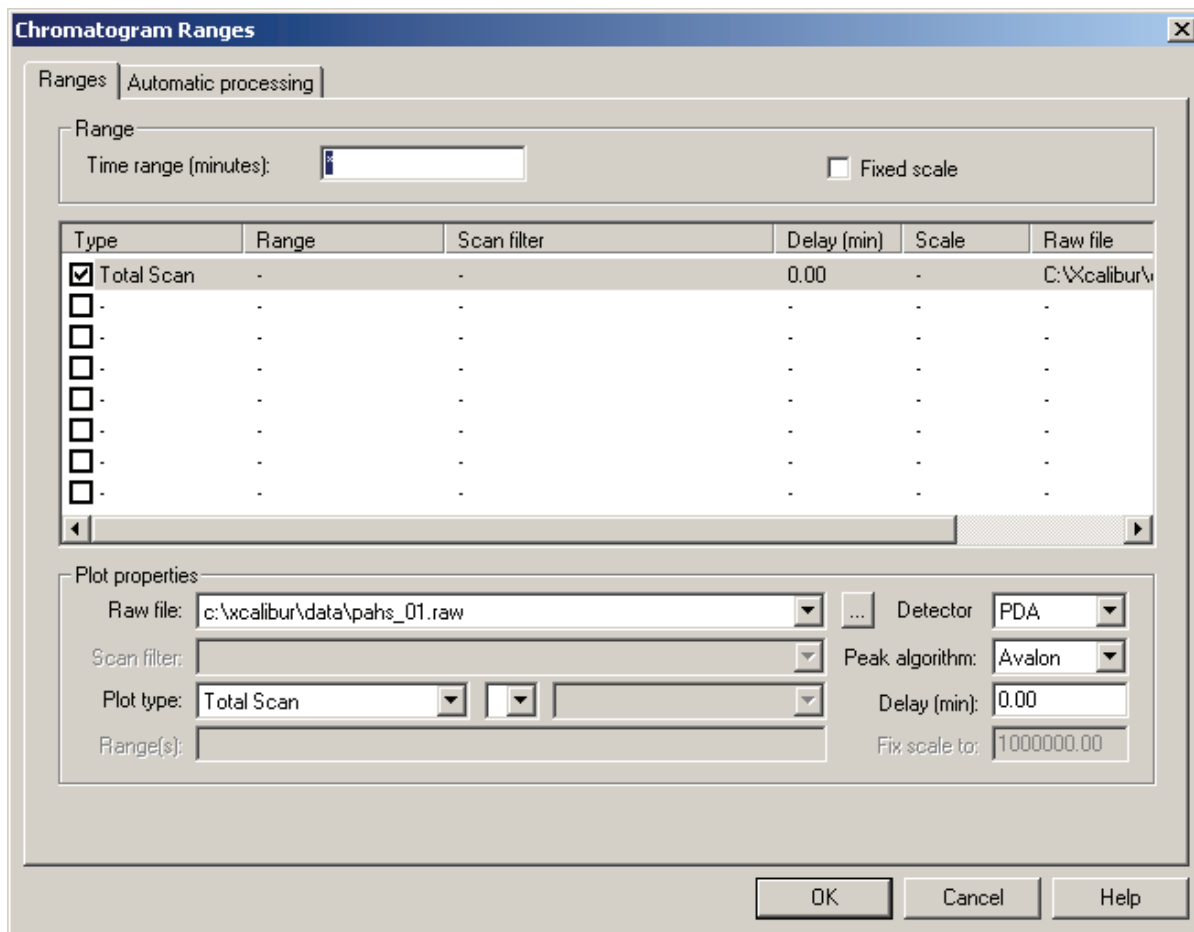 Chromatogram Ranges
Ranges Automatic processing
Range
Time range (minutes): * Fixed scale
Type Range Scan filter Delay (min) Scale Raw file
Total Scan - - 0.00 - C:\Xcalibur\
- - - - - -
- - - - - -
- - - - - -
- - - - - -
- - - - - -
- - - - - -
- - - - - -
Plot properties
Raw file: c:\xcalibur\data\pahs_01.raw ... Detector PDA
Scan filter: Peak algorithm: Avalon
Plot type: Total Scan Delay (min): 0.00
Range(s): Fix scale to: 1000000.00
OK Cancel Help